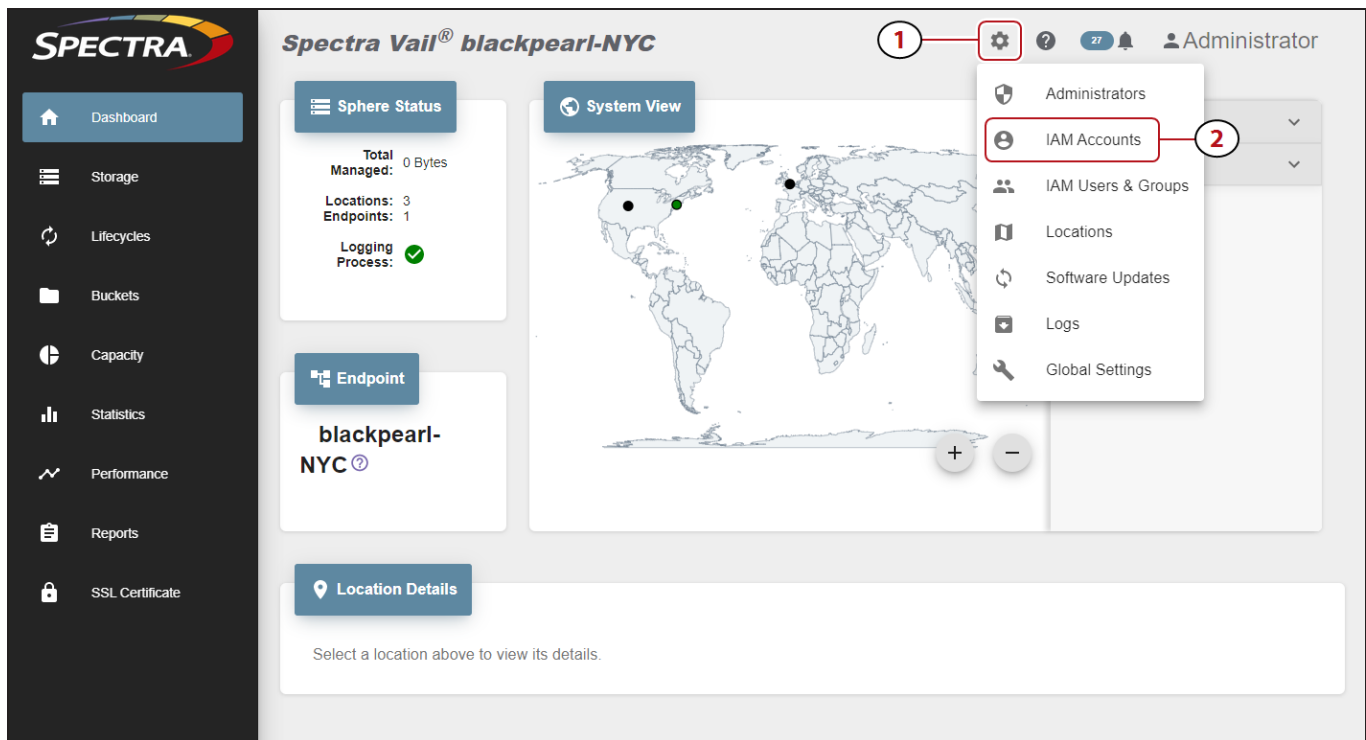 SPECTRA
Spectra Vail® blackpearl-NYC
1
27
Administrator
Dashboard
Storage
Lifecycles
Buckets
Capacity
Statistics
Performance
Reports
SSL Certificate
Sphere Status
Total Managed: 0 Bytes
Locations: 3
Endpoints: 1
Logging Process:
System View
Administrators
IAM Accounts
2
IAM Users & Groups
Locations
Software Updates
Logs
Global Settings
+
−
Endpoint
blackpearl-
NYC
Location Details
Select a location above to view its details.